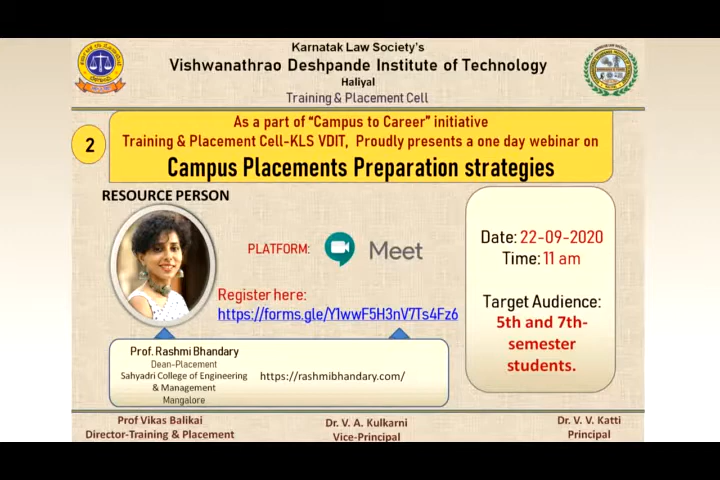 Karnatak Law Society's
Vishwanathrao Deshpande Institute of Technology
Haliyal
Training & Placement Cell
As a part of "Campus to Career" initiative
2
Training & Placement Cell-KLS VDIT, Proudly presents a one day webinar on
Campus Placements Preparation strategies
RESOURCE PERSON
PLATFORM:
Meet
Register here:
https://forms.gle/Y1wwF5H3nV7Ts4Fz6
Date: 22-09-2020
Time: 11 am
Target Audience:
5th and 7th-
semester
students.
Prof. Rashmi Bhandary
Dean-Placement
Sahyadri College of Engineering
& Management
Mangalore
https://rashmibhandary.com/
Prof Vikas Balikai
Director-Training & Placement
Dr. V. A. Kulkarni
Vice-Principal
Dr. V. V. Katti
Principal